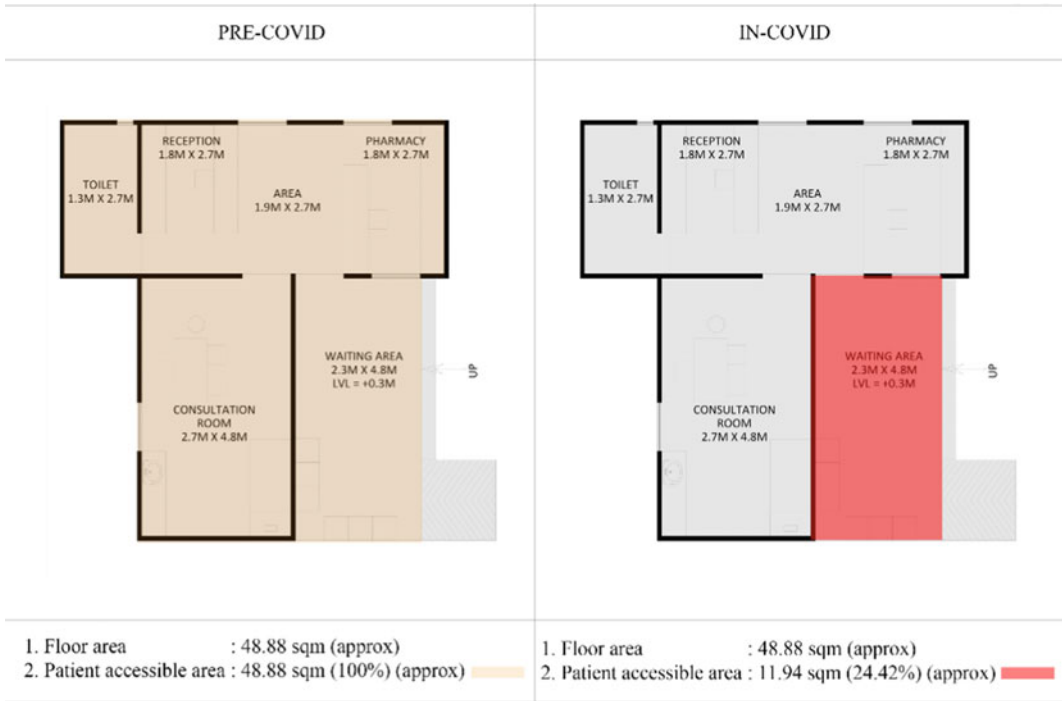 PRE-COVID
RECEPTION
1.8M X 2.7M
PHARMACY
1.8M X 2.7M
TOILET
1.3M X 2.7M
AREA
1.9M X 2.7M
WAITING AREA
2.3M X 4.8M
LVL = +0.3M
UP
CONSULTATION
ROOM
2.7M X 4.8M
1. Floor area : 48.88 sqm (approx)
2. Patient accessible area : 48.88 sqm (100%) (approx)
IN-COVID
RECEPTION
1.8M X 2.7M
PHARMACY
1.8M X 2.7M
TOILET
1.3M X 2.7M
AREA
1.9M X 2.7M
WAITING AREA
2.3M X 4.8M
LVL = +0.3M
UP
CONSULTATION
ROOM
2.7M X 4.8M
1. Floor area : 48.88 sqm (approx)
2. Patient accessible area : 11.94 sqm (24.42%) (approx)